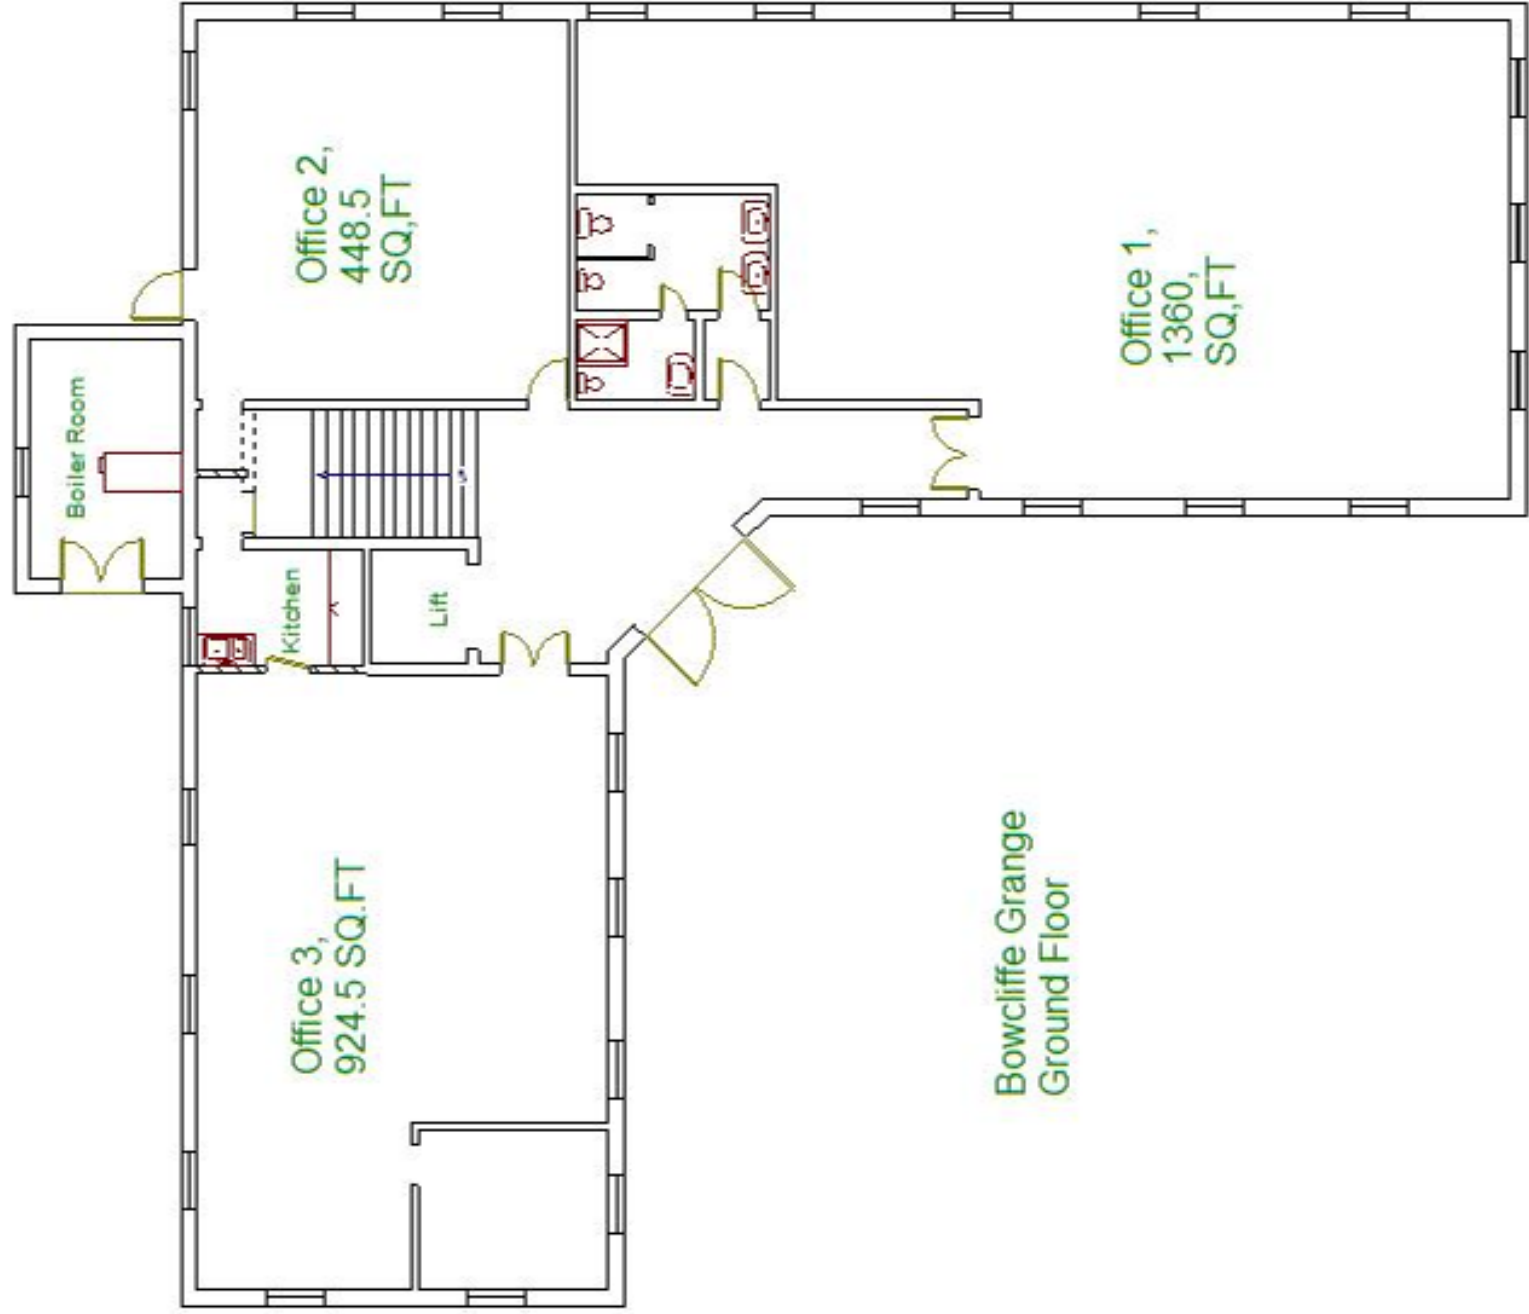 Boiler Room
Kitchen
Lift
Office 2,
448.5
SQ,FT
Office 1,
1360,
SQ,FT
Office 3,
924.5 SQ.FT
Bowcliffe Grange
Ground Floor